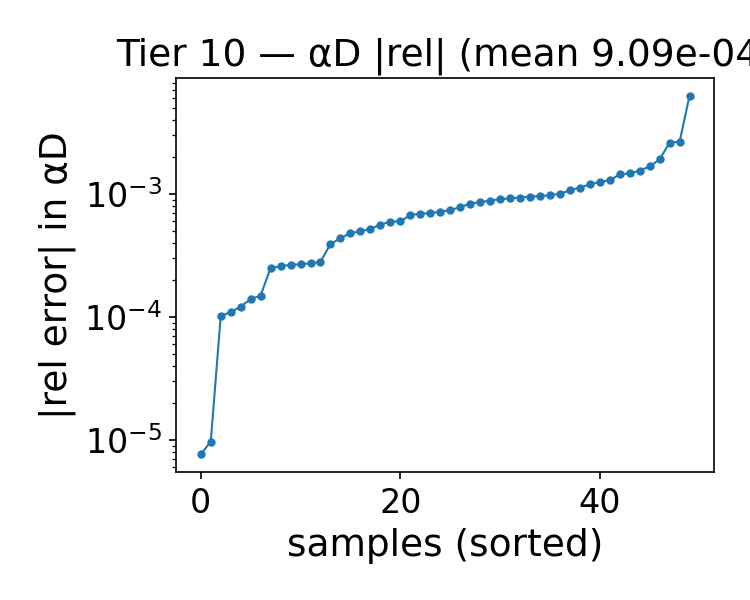 Tier 10 — αD |rel| (mean 9.09e-04
|rel error| in αD
10⁻³
10⁻⁴
10⁻⁵
0 20 40
samples (sorted)